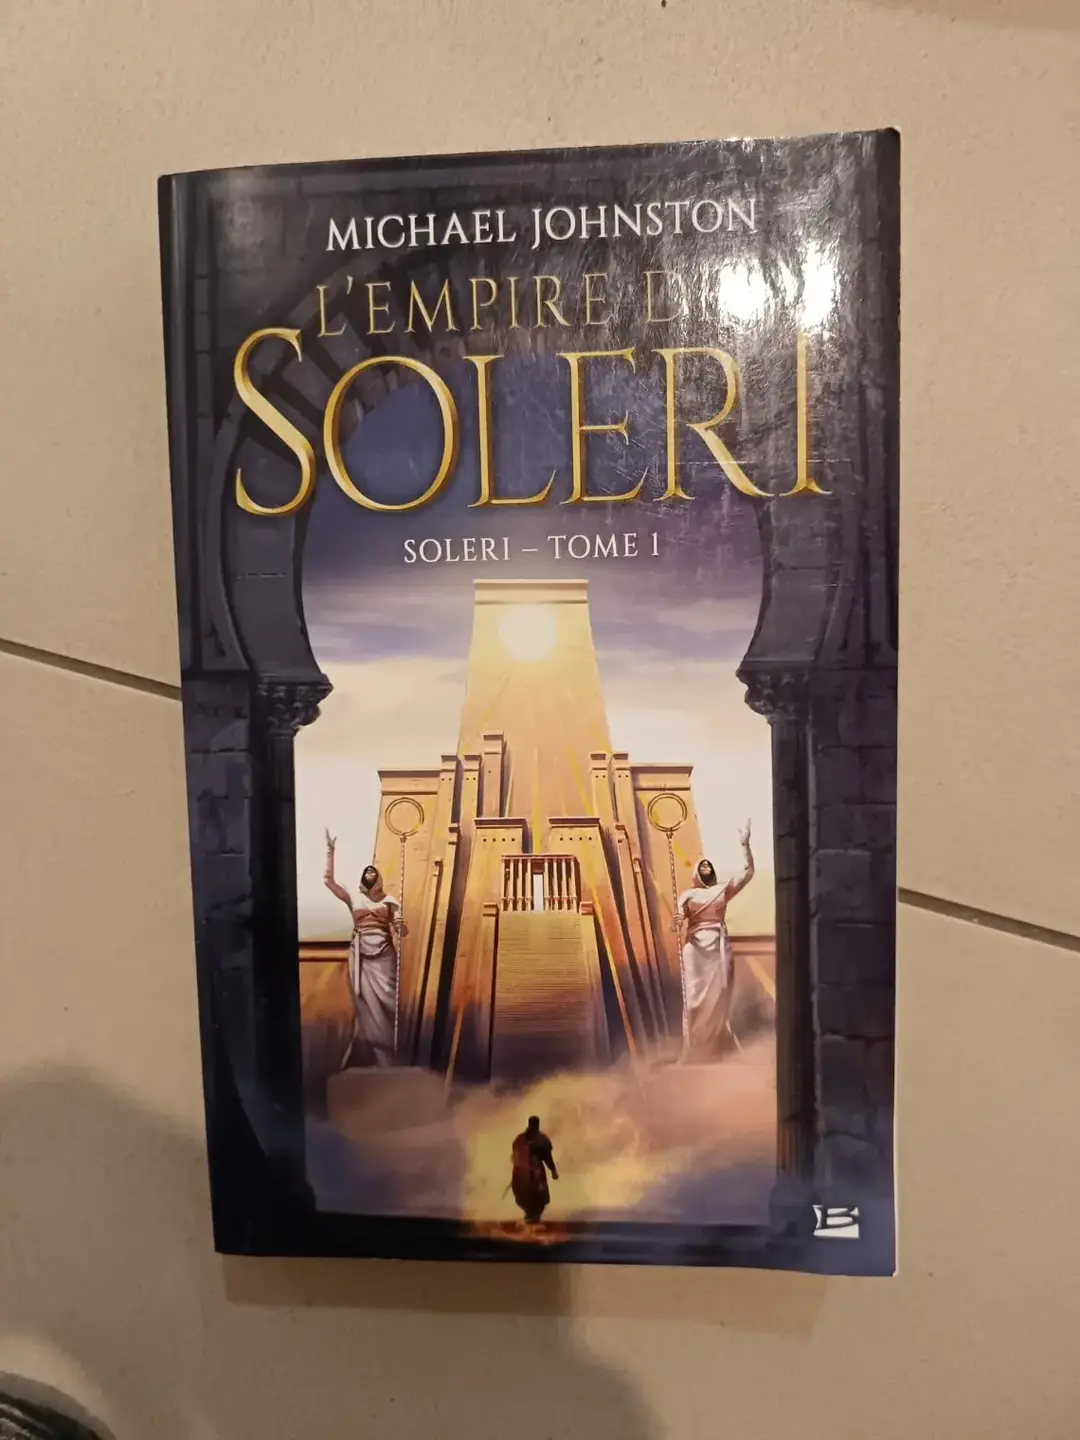 MICHAEL JOHNSTON
L'EMPIRE
SOLERI
SOLERI – TOME 1
B